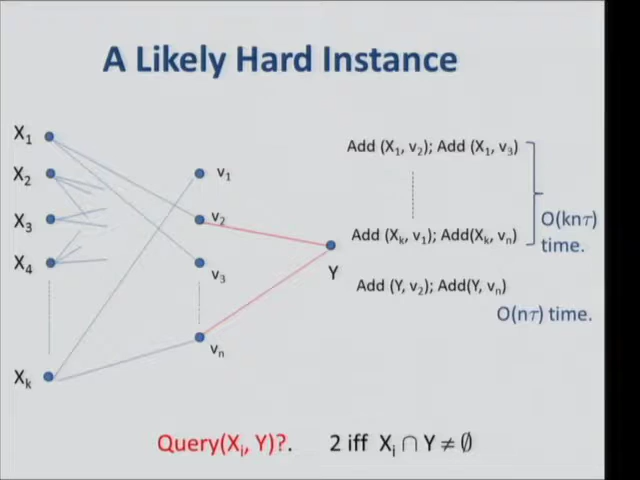 A Likely Hard Instance
X1
X2
X3
X4
Xk
v1
v2
v3
vn
Y
Add (X1, v2); Add (X1, v3)
Add (Xk, v1); Add(Xk, vn)
O(knτ)
time.
Add (Y, v2); Add(Y, vn)
O(nτ) time.
Query(Xi, Y)?. 2 iff Xi ∩ Y ≠ ∅